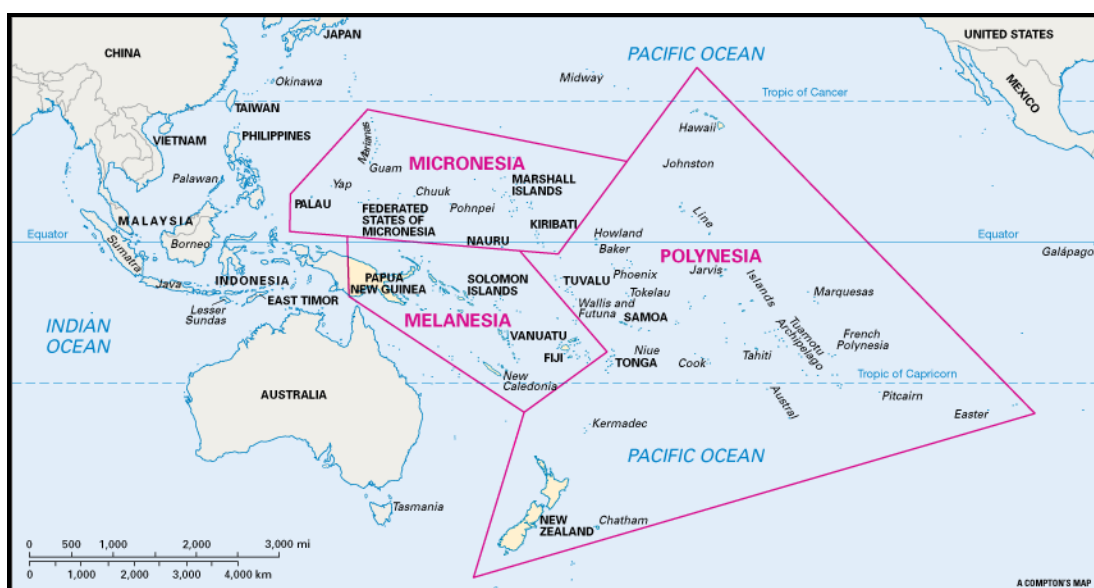 JAPAN
UNITED STATES
CHINA
PACIFIC OCEAN
MEXICO
Okinawa
Midway
Tropic of Cancer
TAIWAN
Hawaii
VIETNAM
PHILIPPINES
Marianas
MICRONESIA
Johnston
Guam
MARSHALL
ISLANDS
Palawan
Yap
Chuuk
PALAU
FEDERATED
STATES OF
MICRONESIA
Pohnpei
Line
MALAYSIA
KIRIBATI
Equator
Sumatra
Borneo
NAURU
Howland
Baker
POLYNESIA
Equator
Galápago
INDONESIA
PAPUA
NEW GUINEA
SOLOMON
ISLANDS
TUVALU
Phoenix
Jarvis
Islands
Java
EAST TIMOR
Tokelau
Marquesas
Lesser
Sundas
MELANESIA
Wallis and
Futuna
SAMOA
INDIAN
OCEAN
VANUATU
Tuamotu
Archipelago
French
Polynesia
FIJI
TONGA
Niue
Cook
Tahiti
New
Caledonia
Tropic of Capricorn
AUSTRALIA
Austral
Pitcairn
Easter
Kermadec
PACIFIC OCEAN
Tasmania
NEW
ZEALAND
Chatham
0 500 1,000 2,000 3,000 mi
0 1,000 2,000 3,000 4,000 km
A COMPTON'S MAP